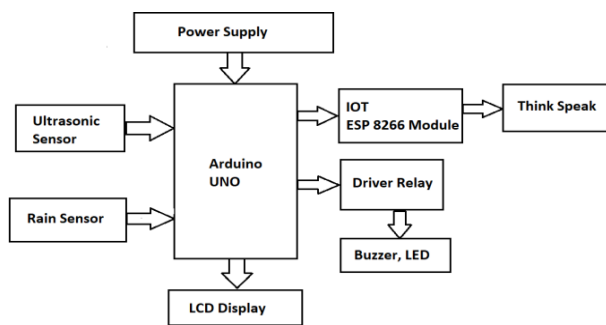 Power Supply
Ultrasonic
Sensor
Arduino
UNO
IOT
ESP 8266 Module
Think Speak
Rain Sensor
Driver Relay
Buzzer, LED
LCD Display